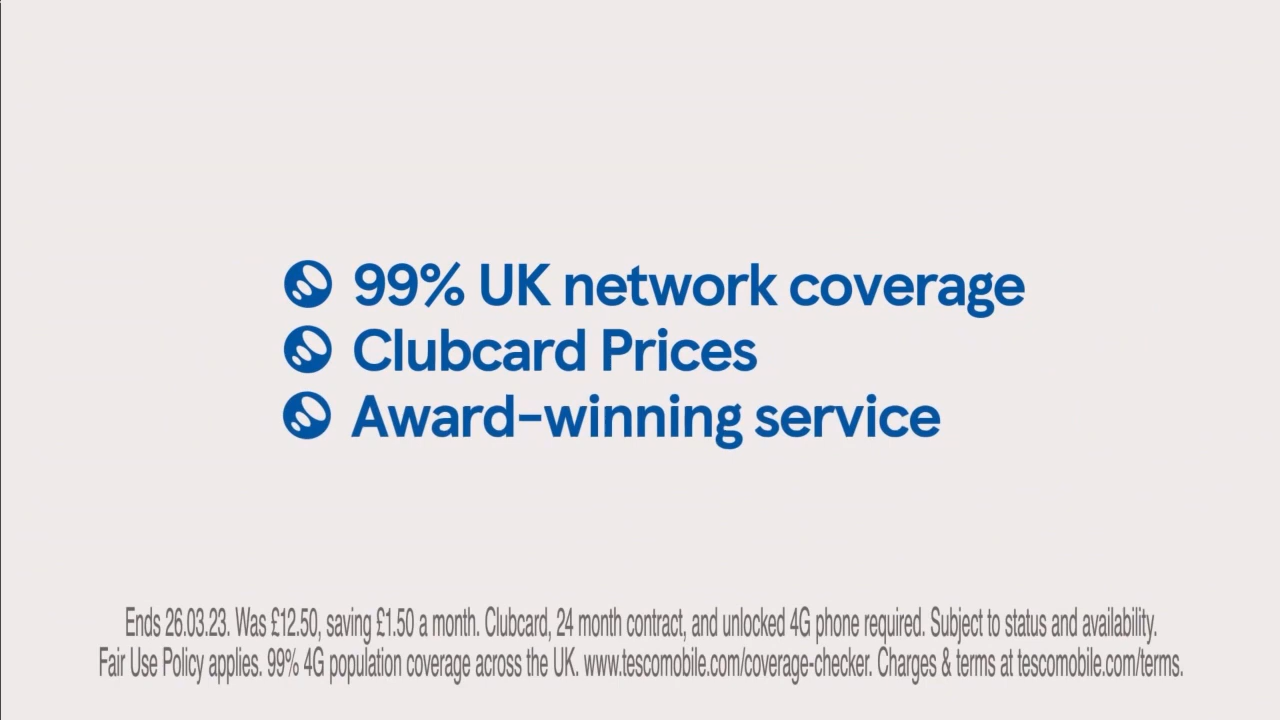 99% UK network coverage
Clubcard Prices
Award-winning service
Ends 26.03.23. Was £12.50, saving £1.50 a month. Clubcard, 24 month contract, and unlocked 4G phone required. Subject to status and availability.
Fair Use Policy applies. 99% 4G population coverage across the UK. www.tescomobile.com/coverage-checker. Charges & terms at tescomobile.com/terms.